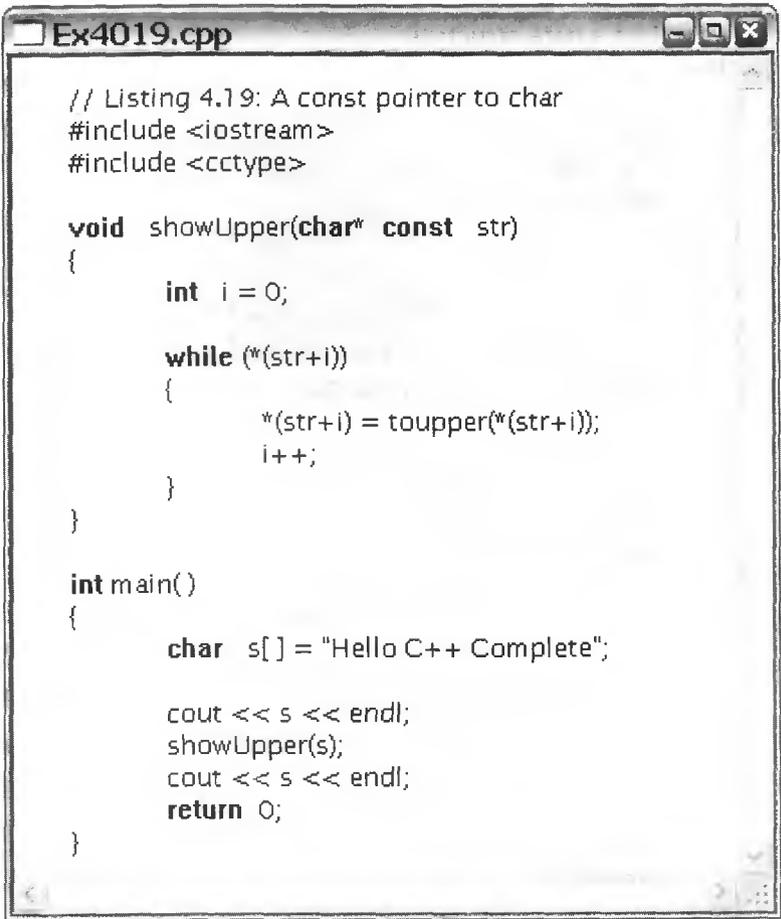 Ex4019.cpp
// Listing 4.19: A const pointer to char
#include <iostream>
#include <cctype>
void showUpper(char* const str)
{
int i = 0;
while (*(str+i))
{
*(str+i) = toupper(*(str+i));
i++;
}
}
int main()
{
char s[] = "Hello C++ Complete";
cout << s << endl;
showUpper(s);
cout << s << endl;
return 0;
}